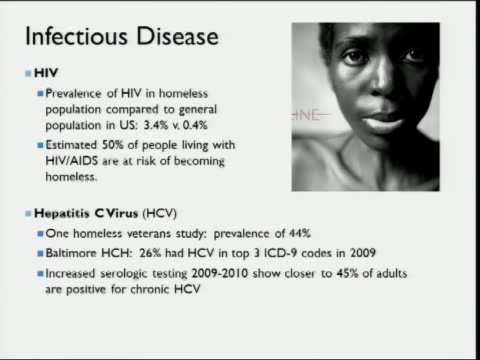 Infectious Disease
HIV
Prevalence of HIV in homeless
population compared to general
population in US: 3.4% v. 0.4%
Estimated 50% of people living with
HIV/AIDS are at risk of becoming
homeless.
HNE
Hepatitis C Virus (HCV)
One homeless veterans study: prevalence of 44%
Baltimore HCH: 26% had HCV in top 3 ICD-9 codes in 2009
Increased serologic testing 2009-2010 show closer to 45% of adults
are positive for chronic HCV